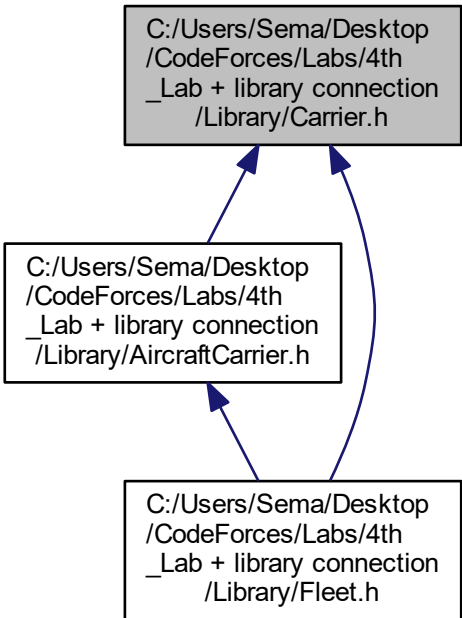 C:/Users/Sema/Desktop
/CodeForces/Labs/4th
_Lab + library connection
/Library/Carrier.h
C:/Users/Sema/Desktop
/CodeForces/Labs/4th
_Lab + library connection
/Library/AircraftCarrier.h
C:/Users/Sema/Desktop
/CodeForces/Labs/4th
_Lab + library connection
/Library/Fleet.h